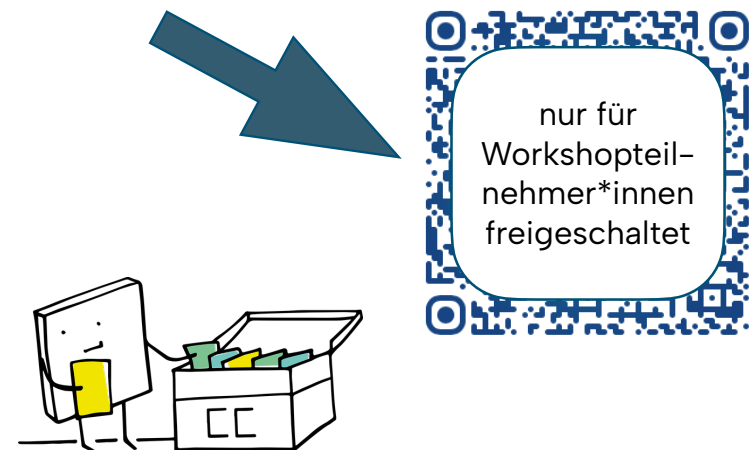 nur für
Workshopteil-
nehmer*innen
freigeschaltet
CC